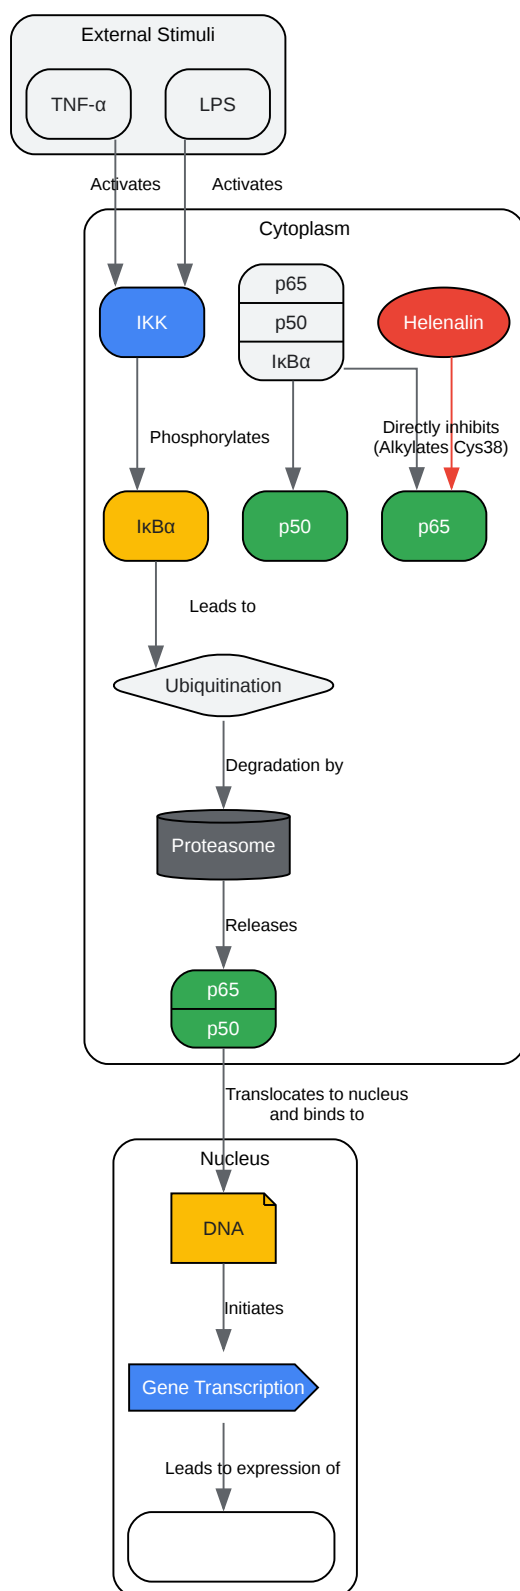 External Stimuli
TNF-α
LPS
Activates
Activates
Cytoplasm
IKK
p65
p50
IκBα
Helenalin
Phosphorylates
Directly inhibits
(Alkylates Cys38)
IκBα
p50
p65
Leads to
Ubiquitination
Degradation by
Proteasome
Releases
p65
p50
Translocates to nucleus
and binds to
Nucleus
DNA
Initiates
Gene Transcription
Leads to expression of